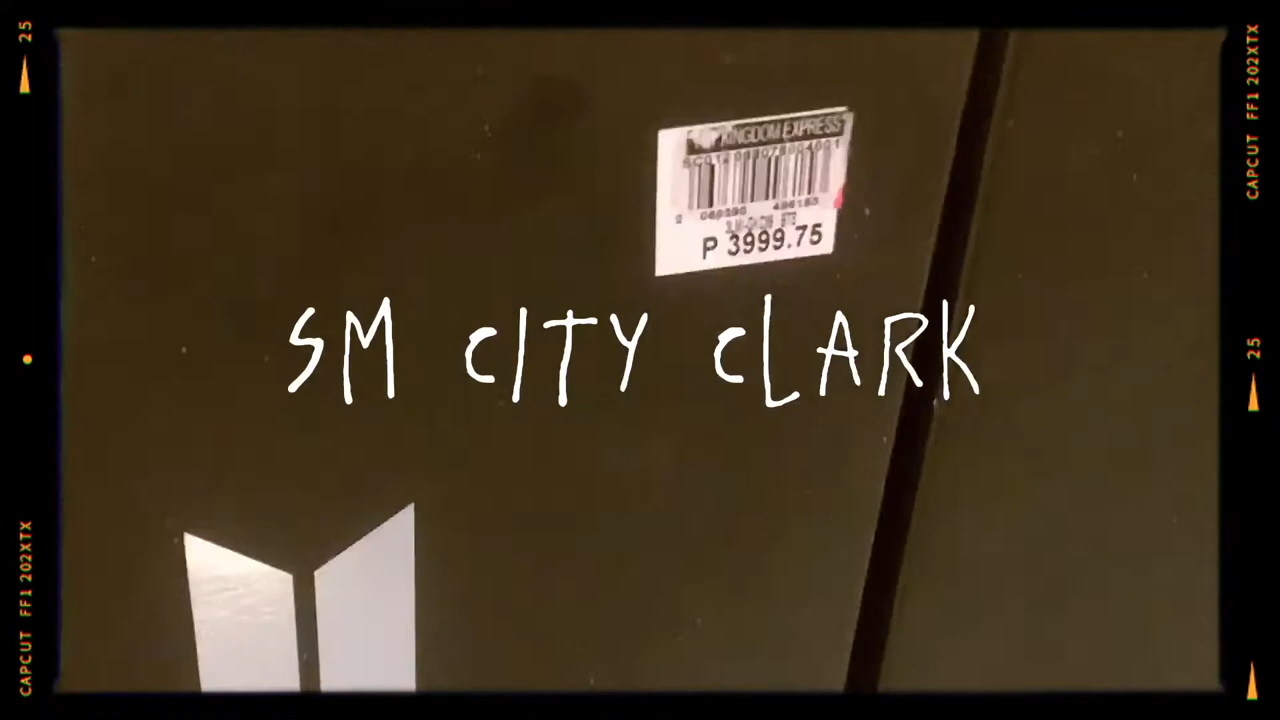 25
CAPCUT FF1 202XTX
KINGDOM EXPRESS
P 3999.75
SM CITY CLARK
25
CAPCUT FF1 202XTX